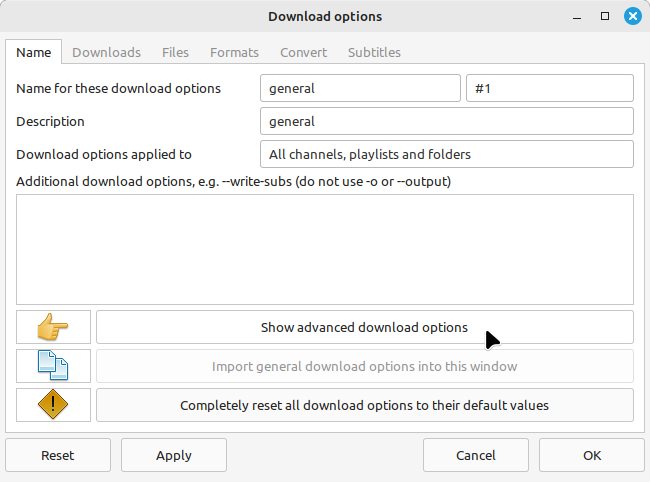 Download options
Name Downloads Files Formats Convert Subtitles
Name for these download options general #1
Description general
Download options applied to All channels, playlists and folders
Additional download options, e.g. --write-subs (do not use -o or --output)
Show advanced download options
Import general download options into this window
Completely reset all download options to their default values
Reset Apply Cancel OK